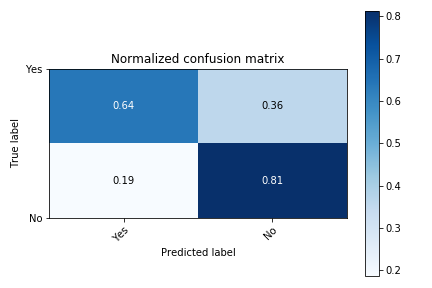 Normalized confusion matrix
True label
Yes
No
0.64 0.36
0.19 0.81
Yes No
Predicted label
0.8
0.7
0.6
0.5
0.4
0.3
0.2